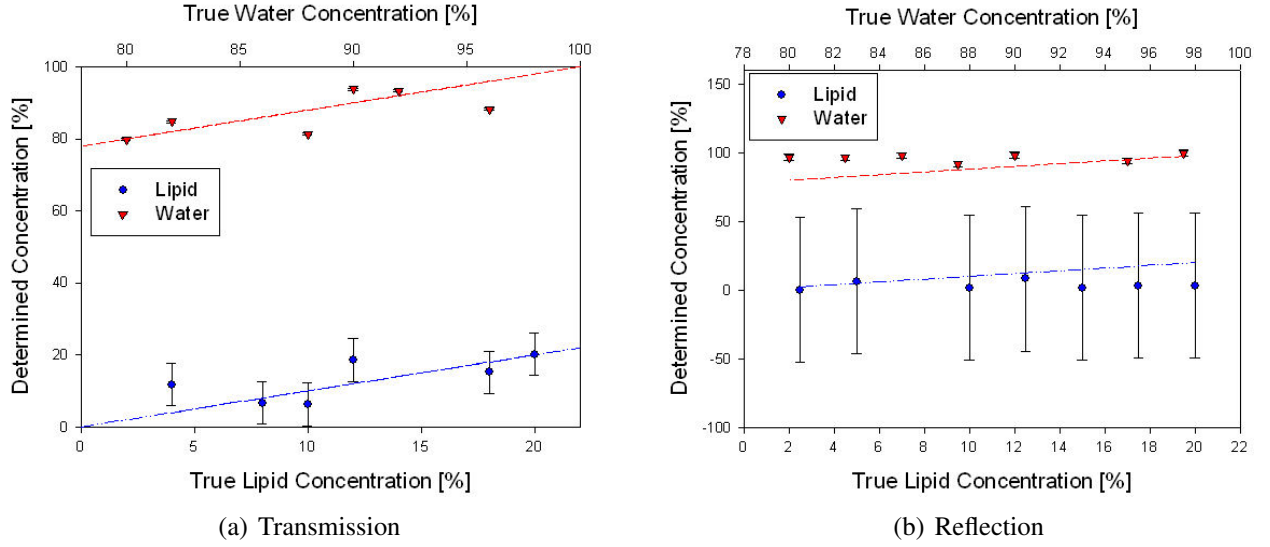 True Water Concentration [%]
80 85 90 95 100
Determined Concentration [%]
100
80
60
40
20
0
Lipid
Water
0 5 10 15 20
True Lipid Concentration [%]
(a) Transmission
True Water Concentration [%]
78 80 82 84 86 88 90 92 94 96 98 100
Determined Concentration [%]
150
100
50
0
-50
-100
Lipid
Water
0 2 4 6 8 10 12 14 16 18 20 22
True Lipid Concentration [%]
(b) Reflection